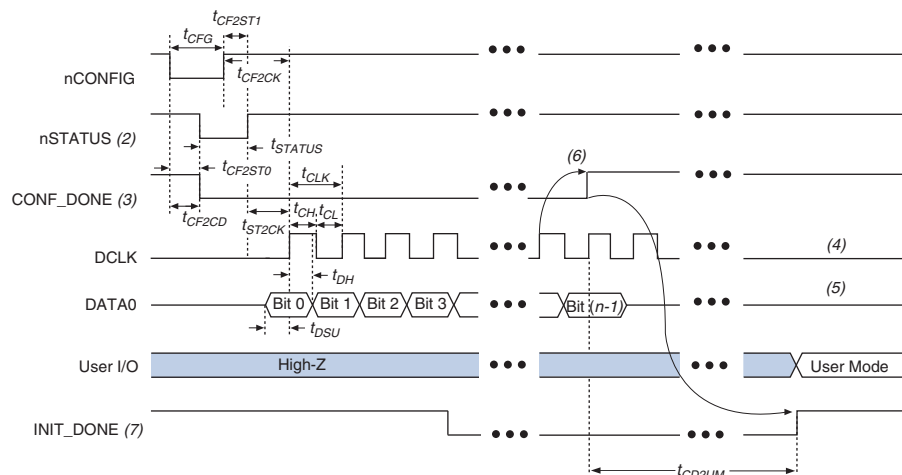 tCF2ST1
tCFG
nCONFIG
tCF2CK
nSTATUS (2)
tSTATUS
tCF2ST0
tCLK
(6)
CONF_DONE (3)
tCF2CD
tST2CK
tCH
tCL
DCLK
(4)
tDH
DATA0
Bit 0
Bit 1
Bit 2
Bit 3
Bit (n-1)
(5)
tDSU
User I/O
High-Z
User Mode
INIT_DONE (7)
tCD2UM